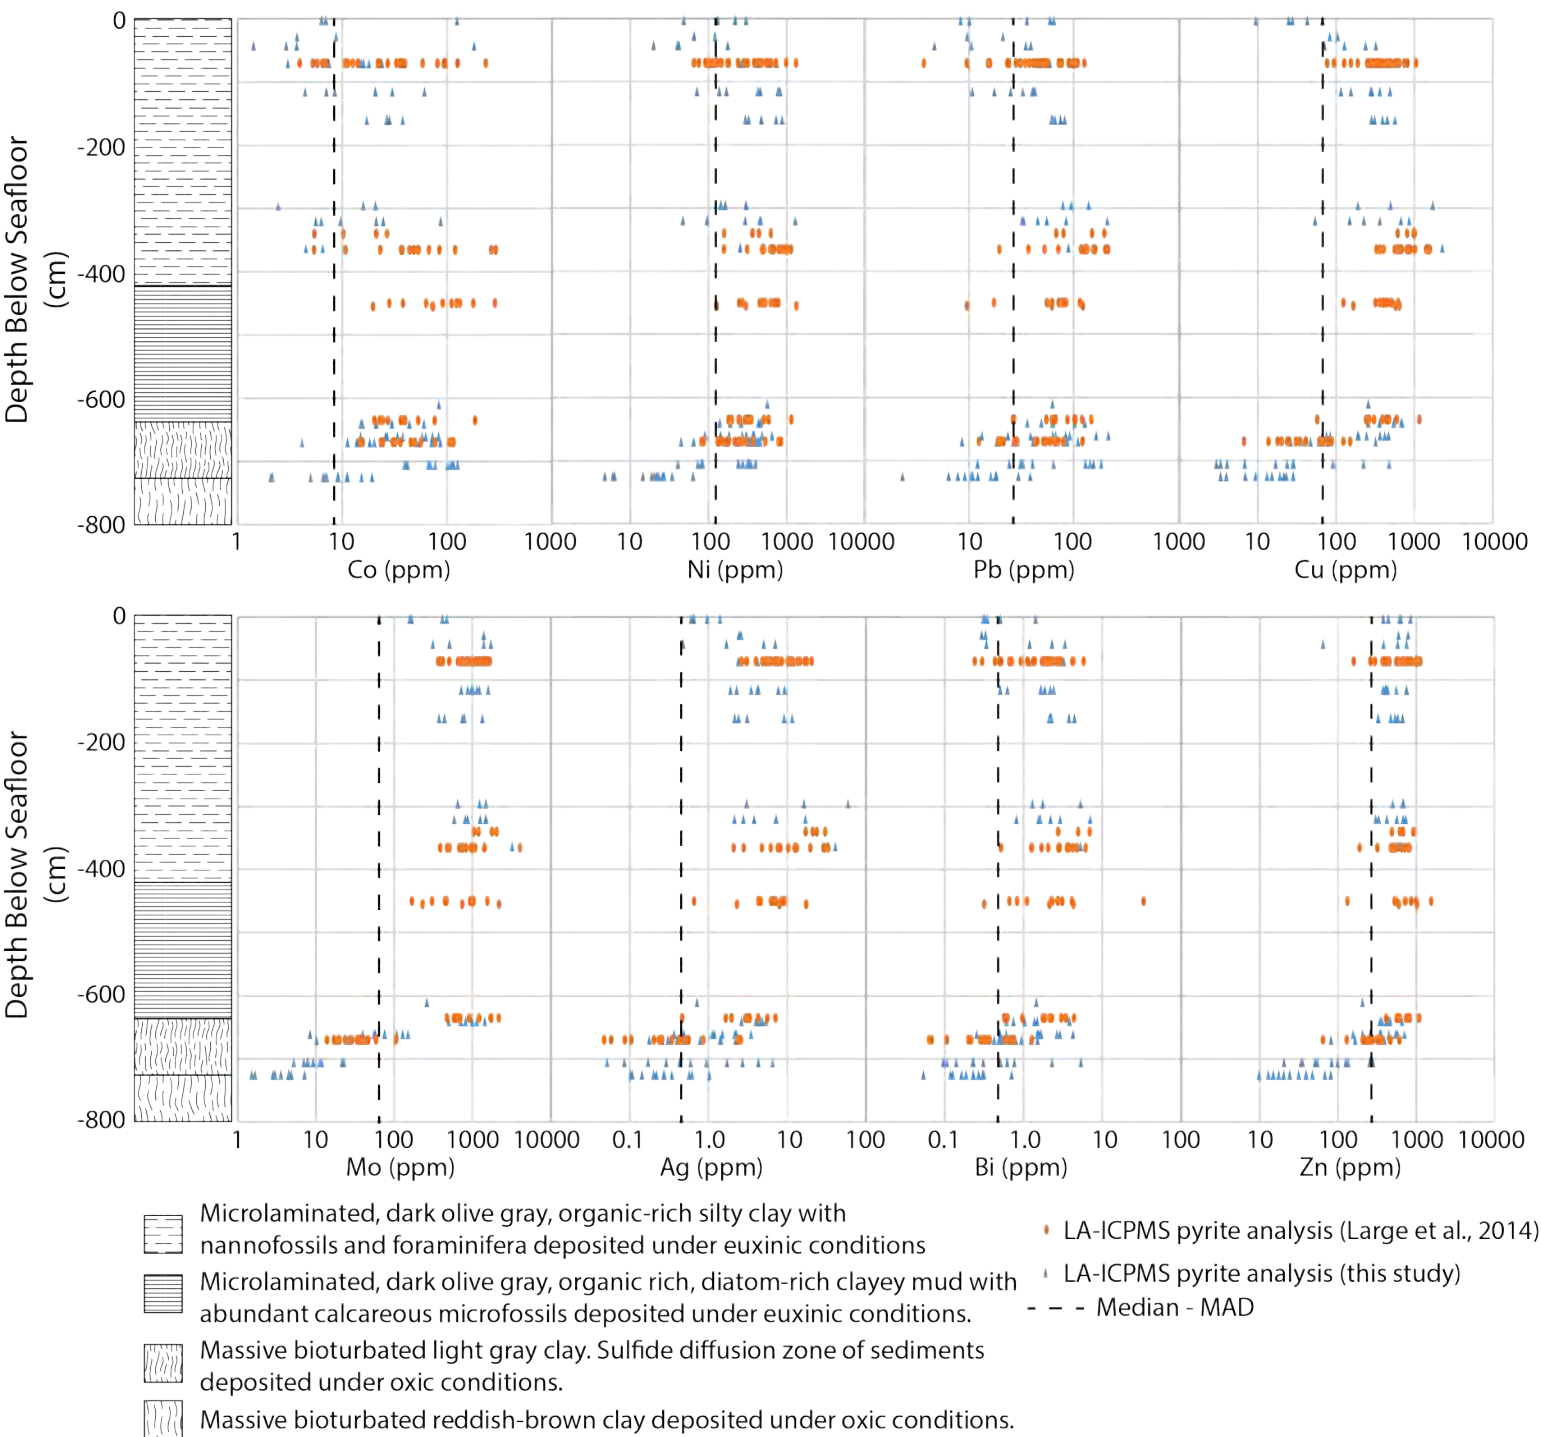 0
-200
-400
-600
-800
Depth Below Seafloor
(cm)
1 10 100 1000 10 100 1000 10000 10 100 1000 10 100 1000 10000
Co (ppm) Ni (ppm) Pb (ppm) Cu (ppm)
0
-200
-400
-600
-800
Depth Below Seafloor
(cm)
1 10 100 1000 10000 0.1 1.0 10 100 0.1 1.0 10 100 10 100 1000 10000
Mo (ppm) Ag (ppm) Bi (ppm) Zn (ppm)
Microlaminated, dark olive gray, organic-rich silty clay with
nannofossils and foraminifera deposited under euxinic conditions
Microlaminated, dark olive gray, organic rich, diatom-rich clayey mud with
abundant calcareous microfossils deposited under euxinic conditions.
Massive bioturbated light gray clay. Sulfide diffusion zone of sediments
deposited under oxic conditions.
Massive bioturbated reddish-brown clay deposited under oxic conditions.
LA-ICPMS pyrite analysis (Large et al., 2014)
LA-ICPMS pyrite analysis (this study)
Median - MAD